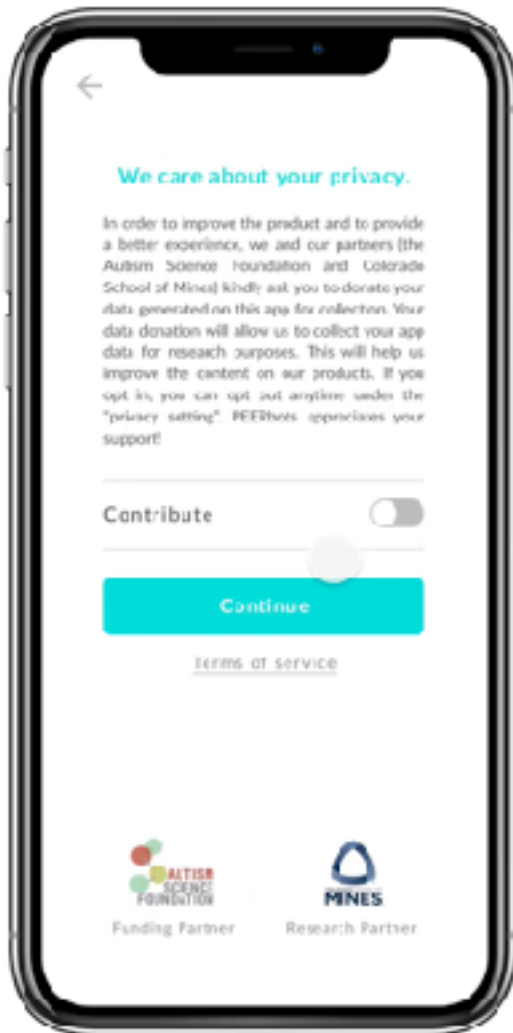 We care about your privacy.
In order to improve the product and to provide
a better experience, we and our partners (the
Autism Science Foundation and Colorado
School of Mines) kindly ask you to donate your
data generated on this app for collection. Your
data donation will allow us to collect your app
data for research purposes. This will help us
improve the content on our products. If you
opt in, you can opt out anytime under the
"privacy setting". PEERbots appreciates your
support!
Contribute
Continue
Terms of service
AUTISM
SCIENCE
FOUNDATION
MINES
Funding Partner
Research Partner